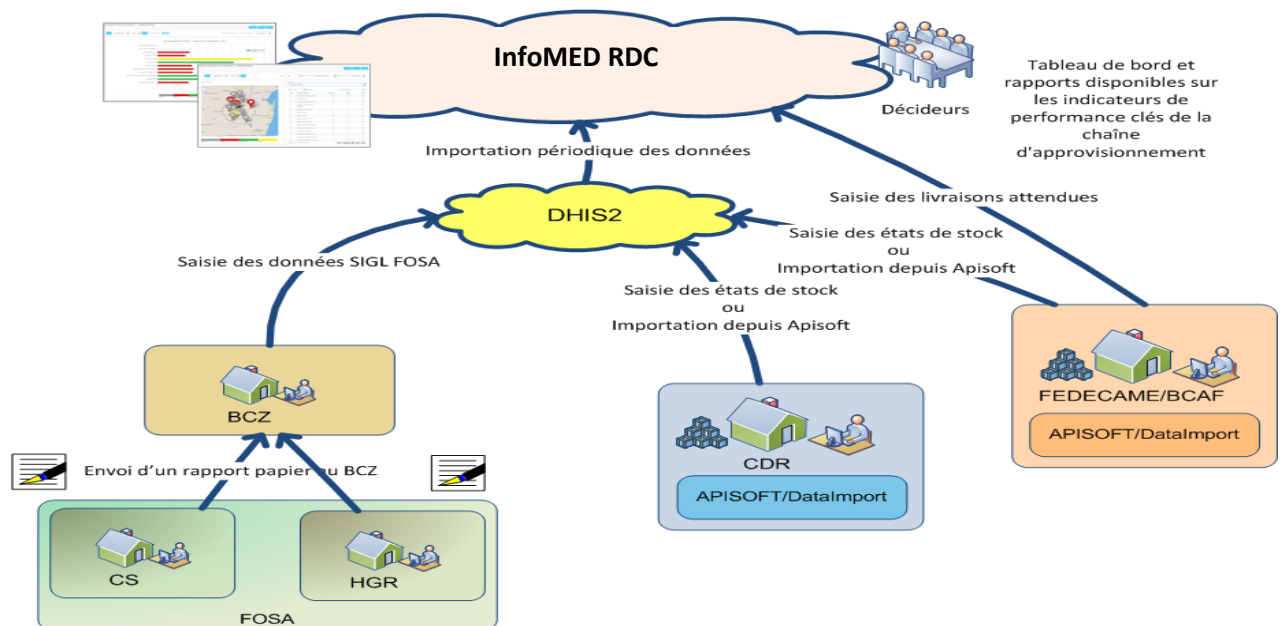 InfoMED RDC
Décideurs
Tableau de bord et
rapports disponibles sur
les indicateurs de
performance clés de la
chaîne
d'approvisionnement
Importation périodique des données
Saisie des livraisons attendues
DHIS2
Saisie des états de stock
ou
Importation depuis Apisoft
Saisie des données SIGL FOSA
Saisie des états de stock
ou
Importation depuis Apisoft
BCZ
FEDECAME/BCAF
APISOFT/DataImport
CDR
APISOFT/DataImport
Envoi d'un rapport papier au BCZ
CS
HGR
FOSA